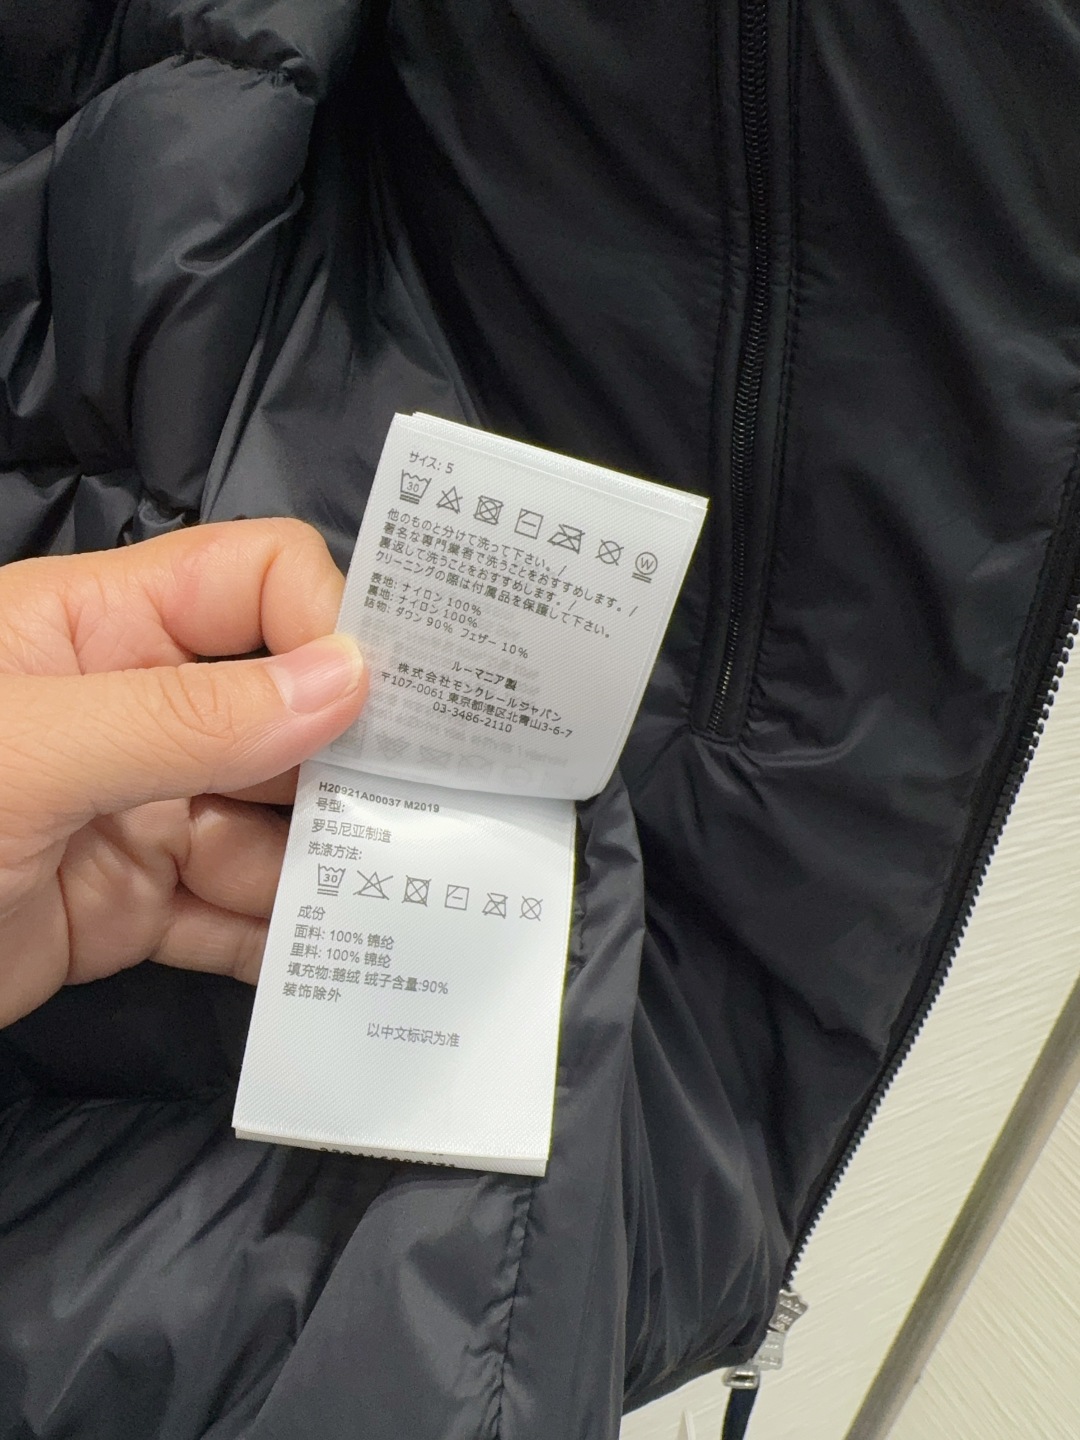 サイズ: 5
30
W
他のものと分けて洗って下さい。/
著名な専門業者で洗うことをおすすめします。/
裏返して洗うことをおすすめします。/
クリーニングの際は付属品を保護して下さい。
表地: ナイロン 100%
裏地: ナイロン 100%
詰物: ダウン 90% フェザー 10%
ルーマニア製
株式会社モンクレールジャパン
〒107-0061 東京都港区北青山3-6-7
03-3486-2110
H20921A00037 M2019
号型:
罗马尼亚制造
洗涤方法:
30
成份
面料: 100% 锦纶
里料: 100% 锦纶
填充物:鹅绒 绒子含量:90%
装饰除外
以中文标识为准